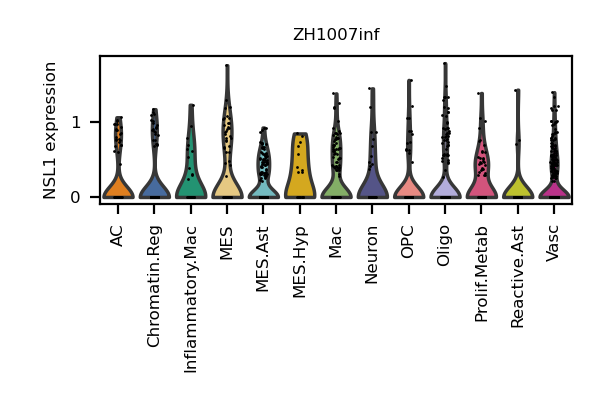 ZH1007inf
NSL1 expression
1
0
AC
Chromatin.Reg
Inflammatory.Mac
MES
MES.Ast
MES.Hyp
Mac
Neuron
OPC
Oligo
Prolif.Metab
Reactive.Ast
Vasc